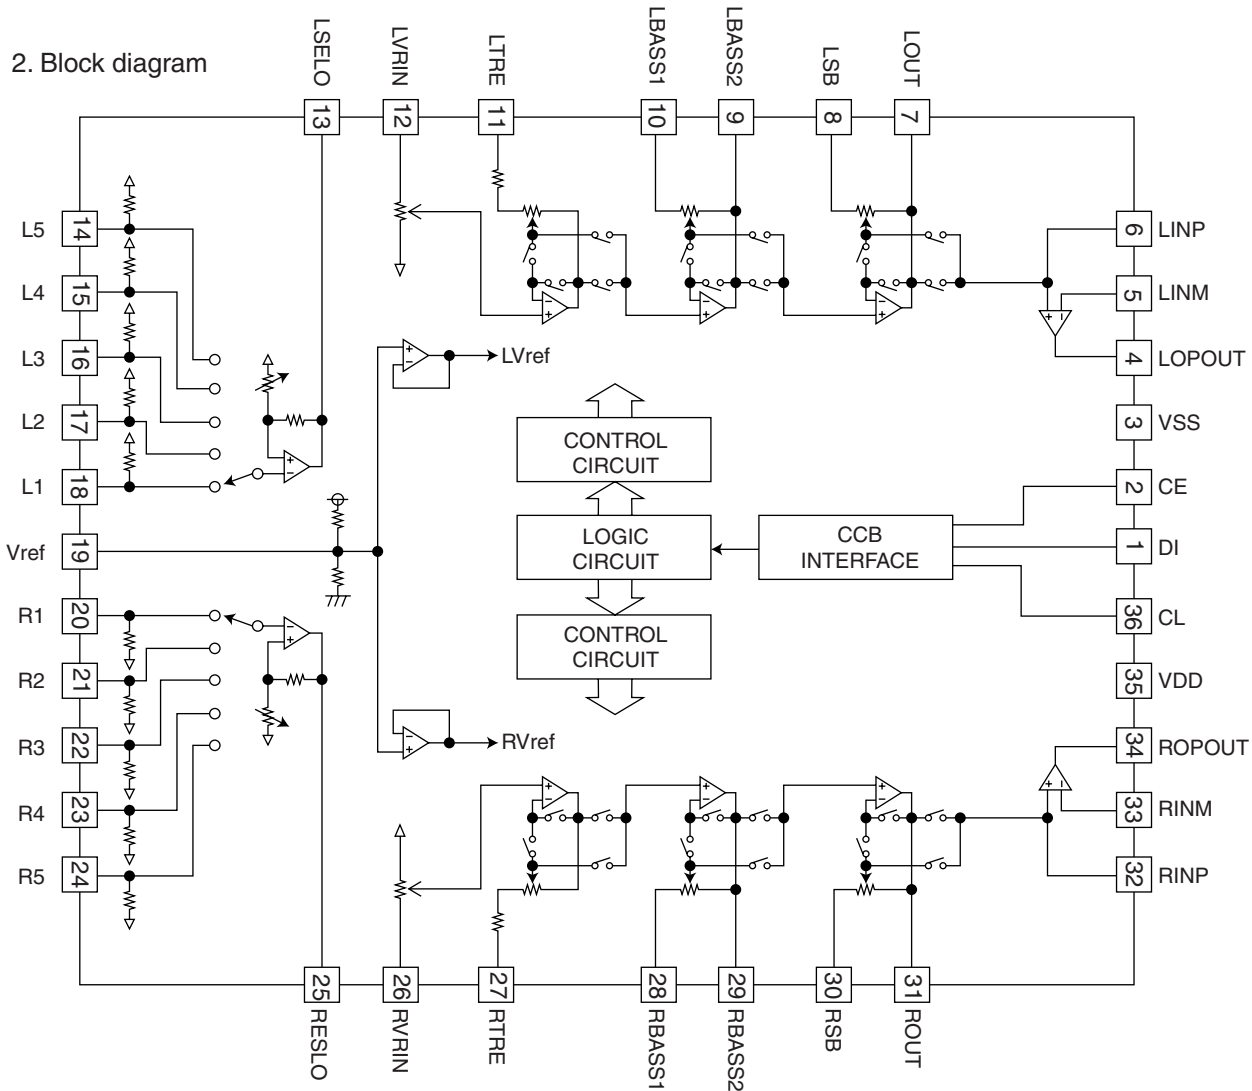 2. Block diagram
LSELO
LVRIN
LTRE
LBASS1
LBASS2
LSB
LOUT
13
12
11
10
9
8
7
L5
14
L4
15
L3
16
L2
17
L1
18
Vref
19
R1
20
R2
21
R3
22
R4
23
R5
24
6
LINP
5
LINM
4
LOPOUT
3
VSS
2
CE
1
DI
36
CL
35
VDD
34
ROPOUT
33
RINM
32
RINP
+
−
LVref
CONTROL
CIRCUIT
LOGIC
CIRCUIT
CCB
INTERFACE
CONTROL
CIRCUIT
RVref
25
26
27
28
29
30
31
RESLO
RVRIN
RTRE
RBASS1
RBASS2
RSB
ROUT